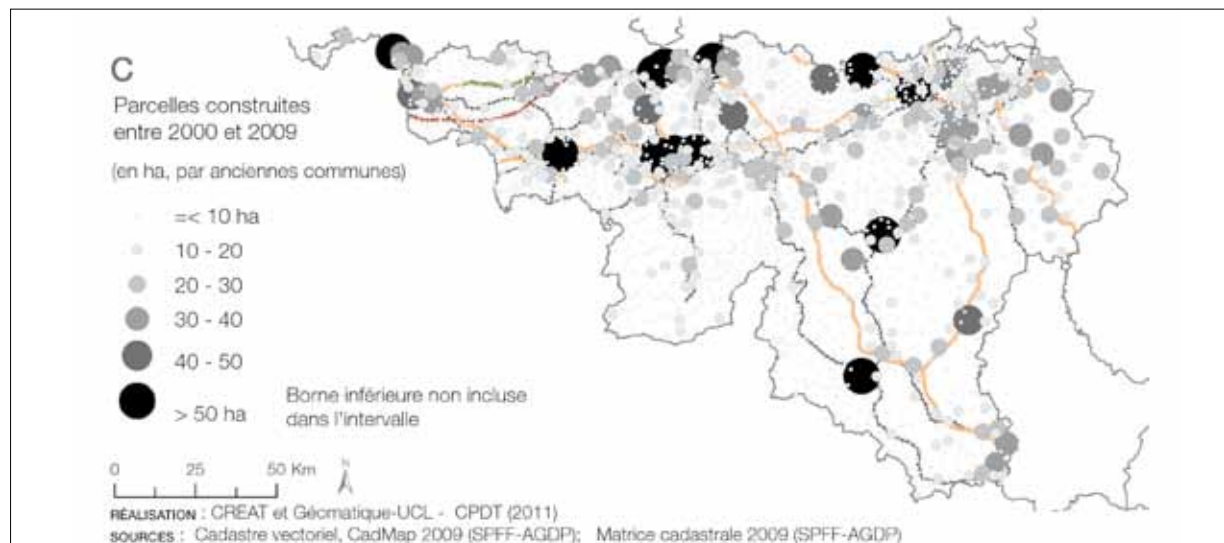 C
Parcelles construites
entre 2000 et 2009
(en ha, par anciennes communes)
=< 10 ha
10 - 20
20 - 30
30 - 40
40 - 50
> 50 ha
Borne inférieure non incluse
dans l'intervalle
0 25 50 Km
N
RÉALISATION : CREAT et Géomatique-UCL - CPDT (2011)
SOURCES : Cadastre vectoriel, CadMap 2009 (SPFF-AGDP); Matrice cadastrale 2009 (SPFF-AGDP)